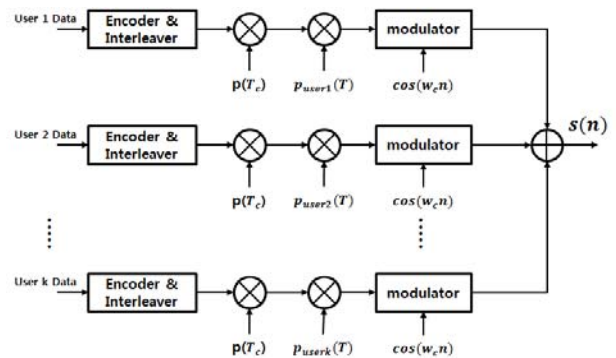 User 1 Data
Encoder &
Interleaver
modulator
p(T_c)
p_user1(T)
cos(w_c n)
s(n)
User 2 Data
Encoder &
Interleaver
modulator
p(T_c)
p_user2(T)
cos(w_c n)
User k Data
Encoder &
Interleaver
modulator
p(T_c)
p_userk(T)
cos(w_c n)